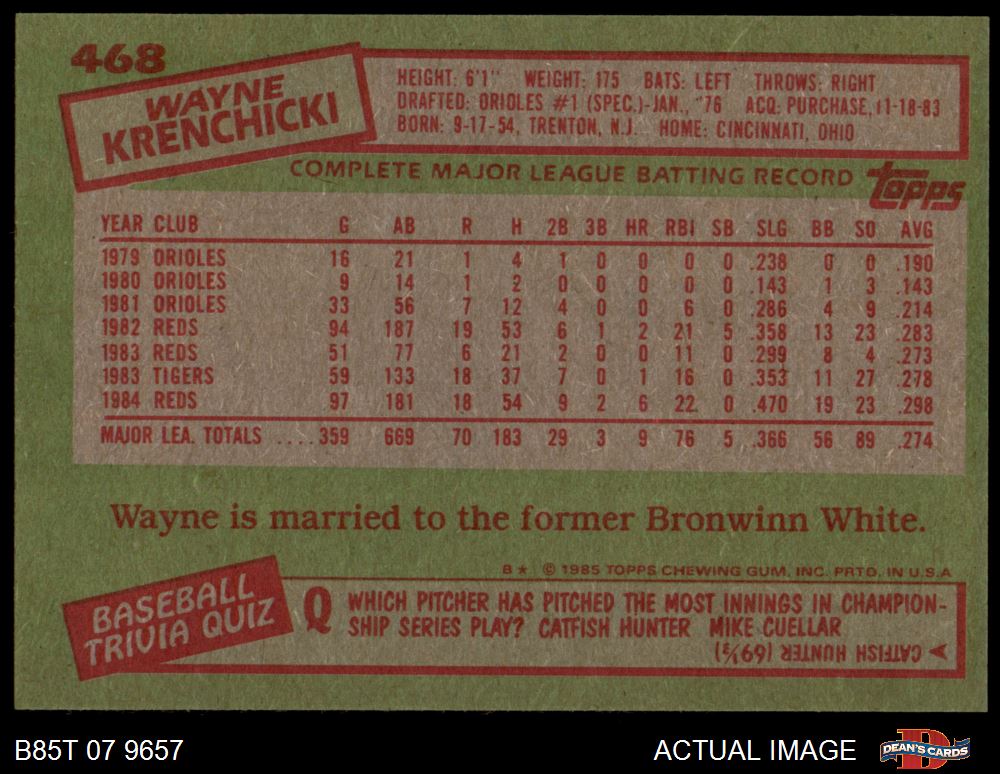 468
WAYNE
KRENCHICKI
HEIGHT: 6'1" WEIGHT: 175 BATS: LEFT THROWS: RIGHT
DRAFTED: ORIOLES #1 (SPEC.)-JAN., '76 ACQ. PURCHASE, 11-18-83
BORN: 9-17-54, TRENTON, N.J. HOME: CINCINNATI, OHIO
COMPLETE MAJOR LEAGUE BATTING RECORD
topps
YEAR CLUB G AB R H 2B 3B HR RBI SB SLG BB SO AVG
1979 ORIOLES 16 21 1 4 1 0 0 0 0 .238 0 0 .190
1980 ORIOLES 9 14 1 2 0 0 0 0 0 .143 1 3 .143
1981 ORIOLES 33 56 7 12 4 0 0 6 0 .286 4 9 .214
1982 REDS 94 187 19 53 6 1 2 21 5 .358 13 23 .283
1983 REDS 51 77 6 21 2 0 0 11 0 .299 8 4 .273
1983 TIGERS 59 133 18 37 7 0 1 16 0 .353 11 27 .278
1984 REDS 97 181 18 54 9 2 6 22 0 .470 19 23 .298
MAJOR LEA. TOTALS .... 359 669 70 183 29 3 9 76 5 .366 56 89 .274
Wayne is married to the former Bronwinn White.
B★ © 1985 TOPPS CHEWING GUM, INC. PRTD. IN U.S.A
BASEBALL
TRIVIA QUIZ
Q WHICH PITCHER HAS PITCHED THE MOST INNINGS IN CHAMPION-
SHIP SERIES PLAY? CATFISH HUNTER MIKE CUELLAR
CATFISH HUNTER (69⅓)
B85T 07 9657
ACTUAL IMAGE
DEAN'S CARDS